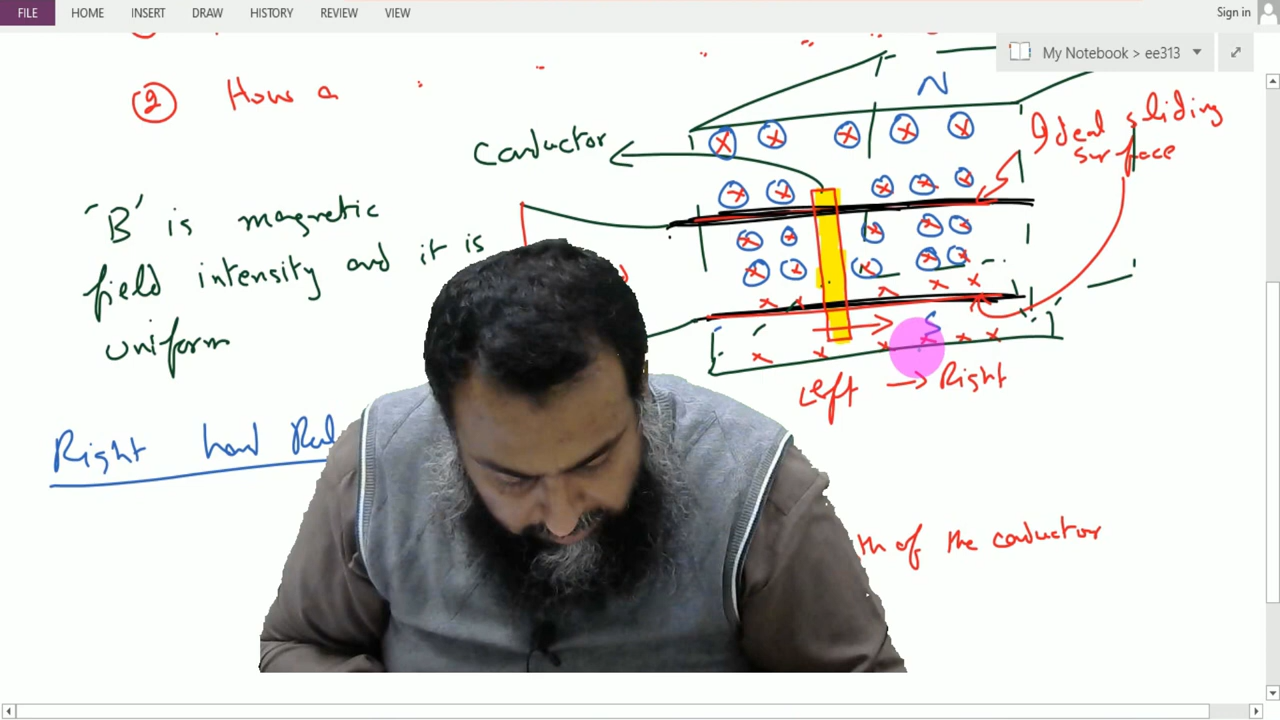 FILE HOME INSERT DRAW HISTORY REVIEW VIEW
Sign in
My Notebook > ee313
② How a
N
Ideal sliding
surface
Conductor
'B' is magnetic
field intensity and it is
uniform
S
Left → Right
Right hand
of the conductor